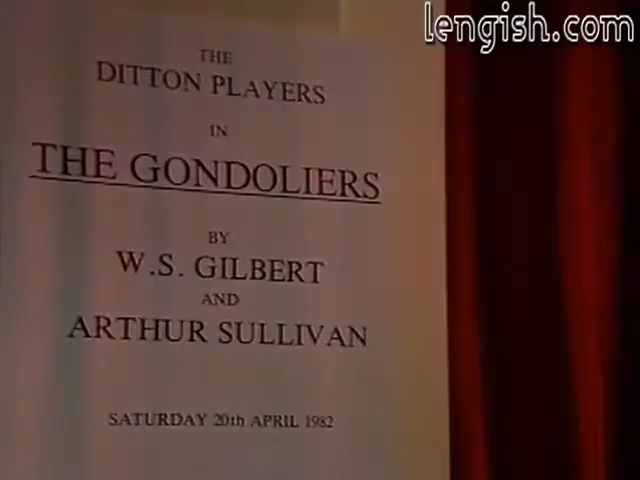 lengish.com
THE
DITTON PLAYERS
IN
THE GONDOLIERS
BY
W.S. GILBERT
AND
ARTHUR SULLIVAN
SATURDAY 20th APRIL 1982